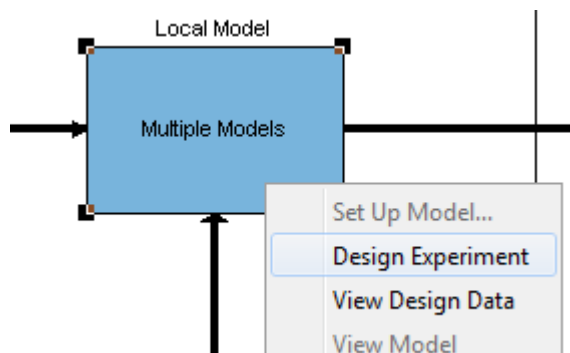 Local Model
Multiple Models
Set Up Model...
Design Experiment
View Design Data
View Model